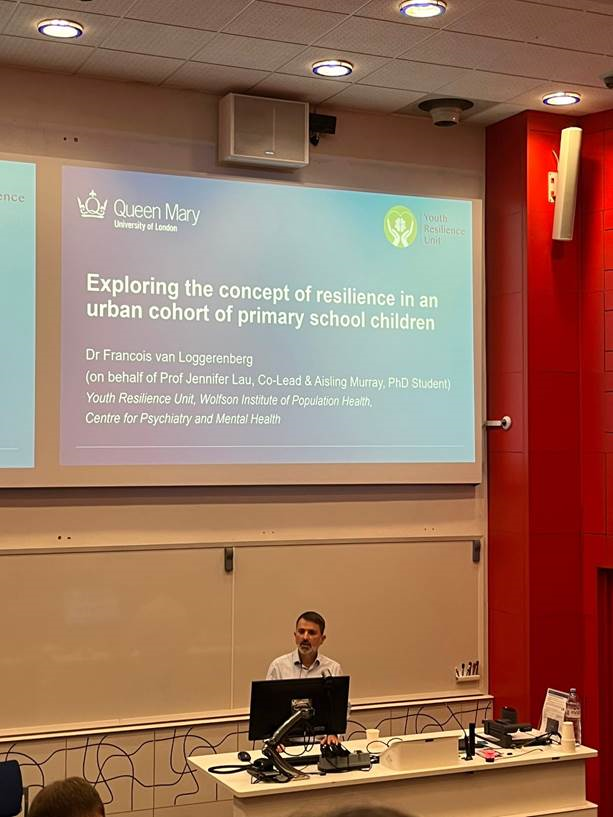 ence
Queen Mary
University of London
Youth
Resilience
Unit
Exploring the concept of resilience in an
urban cohort of primary school children
Dr Francois van Loggerenberg
(on behalf of Prof Jennifer Lau, Co-Lead & Aisling Murray, PhD Student)
Youth Resilience Unit, Wolfson Institute of Population Health,
Centre for Psychiatry and Mental Health